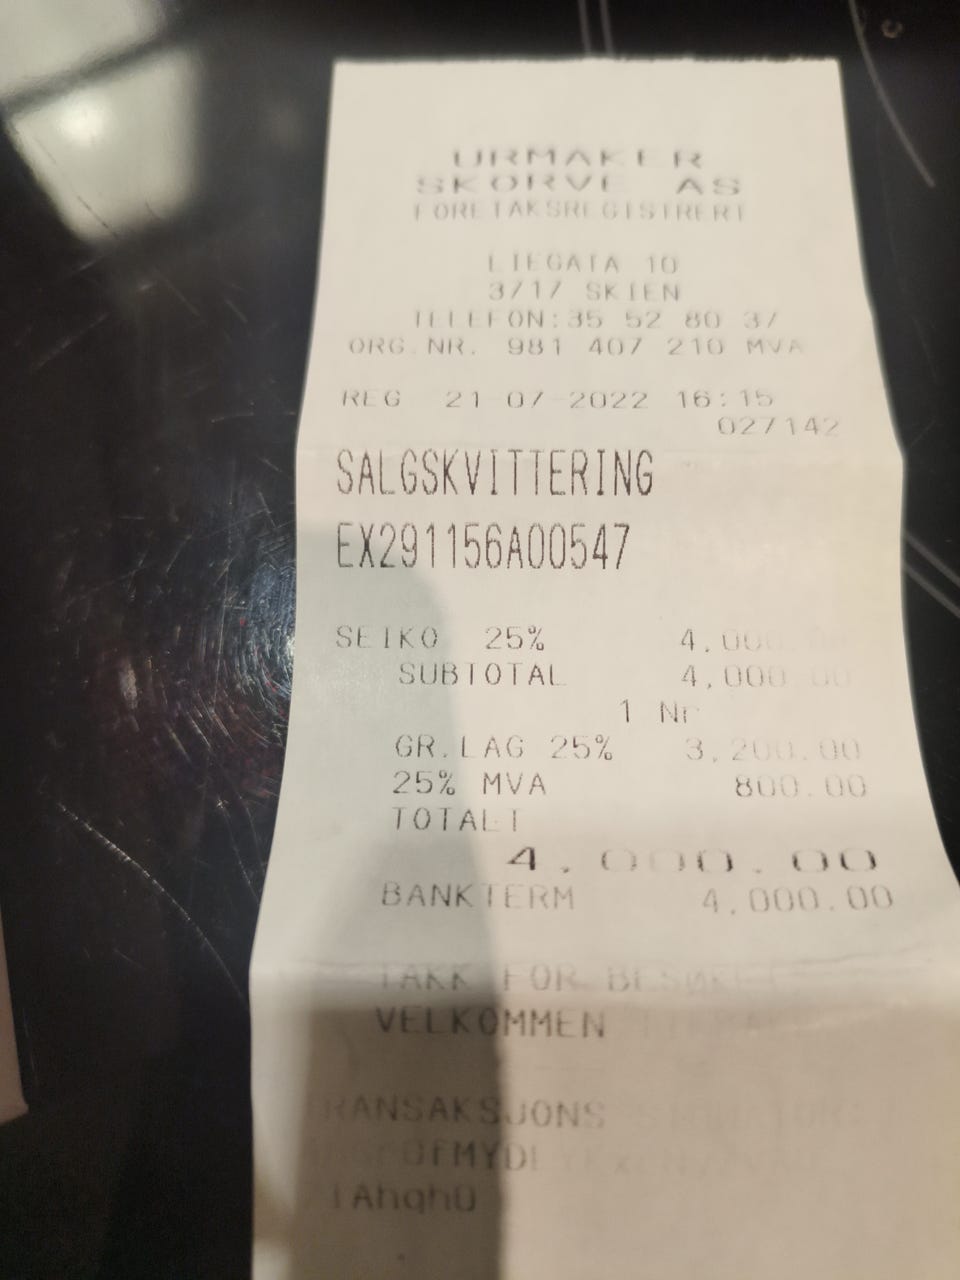 URMAKER
SKORVE AS
FORETAKSREGISTRERT
LIEGATA 10
3717 SKIEN
TELEFON:35 52 80 37
ORG.NR. 981 407 210 MVA
REG 21-07-2022 16:15
027142
SALGSKVITTERING
EX291156A00547
SEIKO 25% 4,000.00
SUBTOTAL 4,000.00
1 Nr
GR.LAG 25% 3,200.00
25% MVA 800.00
TOTALT
4,000.00
BANKTERM 4,000.00
TAKK FOR BESØKET
VELKOMMEN
TRANSAKSJONS SIGNATUR: